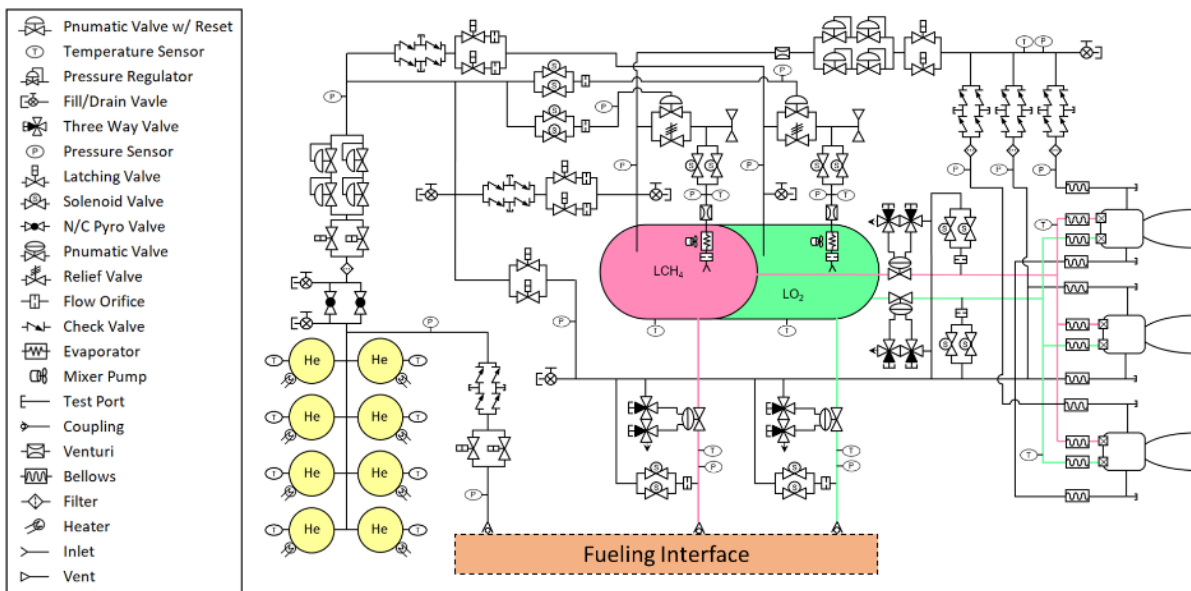 Pnumatic Valve w/ Reset
T Temperature Sensor
Pressure Regulator
Fill/Drain Vavle
Three Way Valve
P Pressure Sensor
Latching Valve
S Solenoid Valve
N/C Pyro Valve
Pnumatic Valve
Relief Valve
Flow Orifice
Check Valve
Evaporator
Mixer Pump
Test Port
Coupling
Venturi
Bellows
Filter
Heater
Inlet
Vent
T P
S P
S
P
S P
S
P S S P S S P P P
P T P T
T S S
LCH₄
LO₂
P P
T T
S S
T He He T
T He He T
T He He T
T He He T
T T
P P
T
S S
S S
P
Fueling Interface